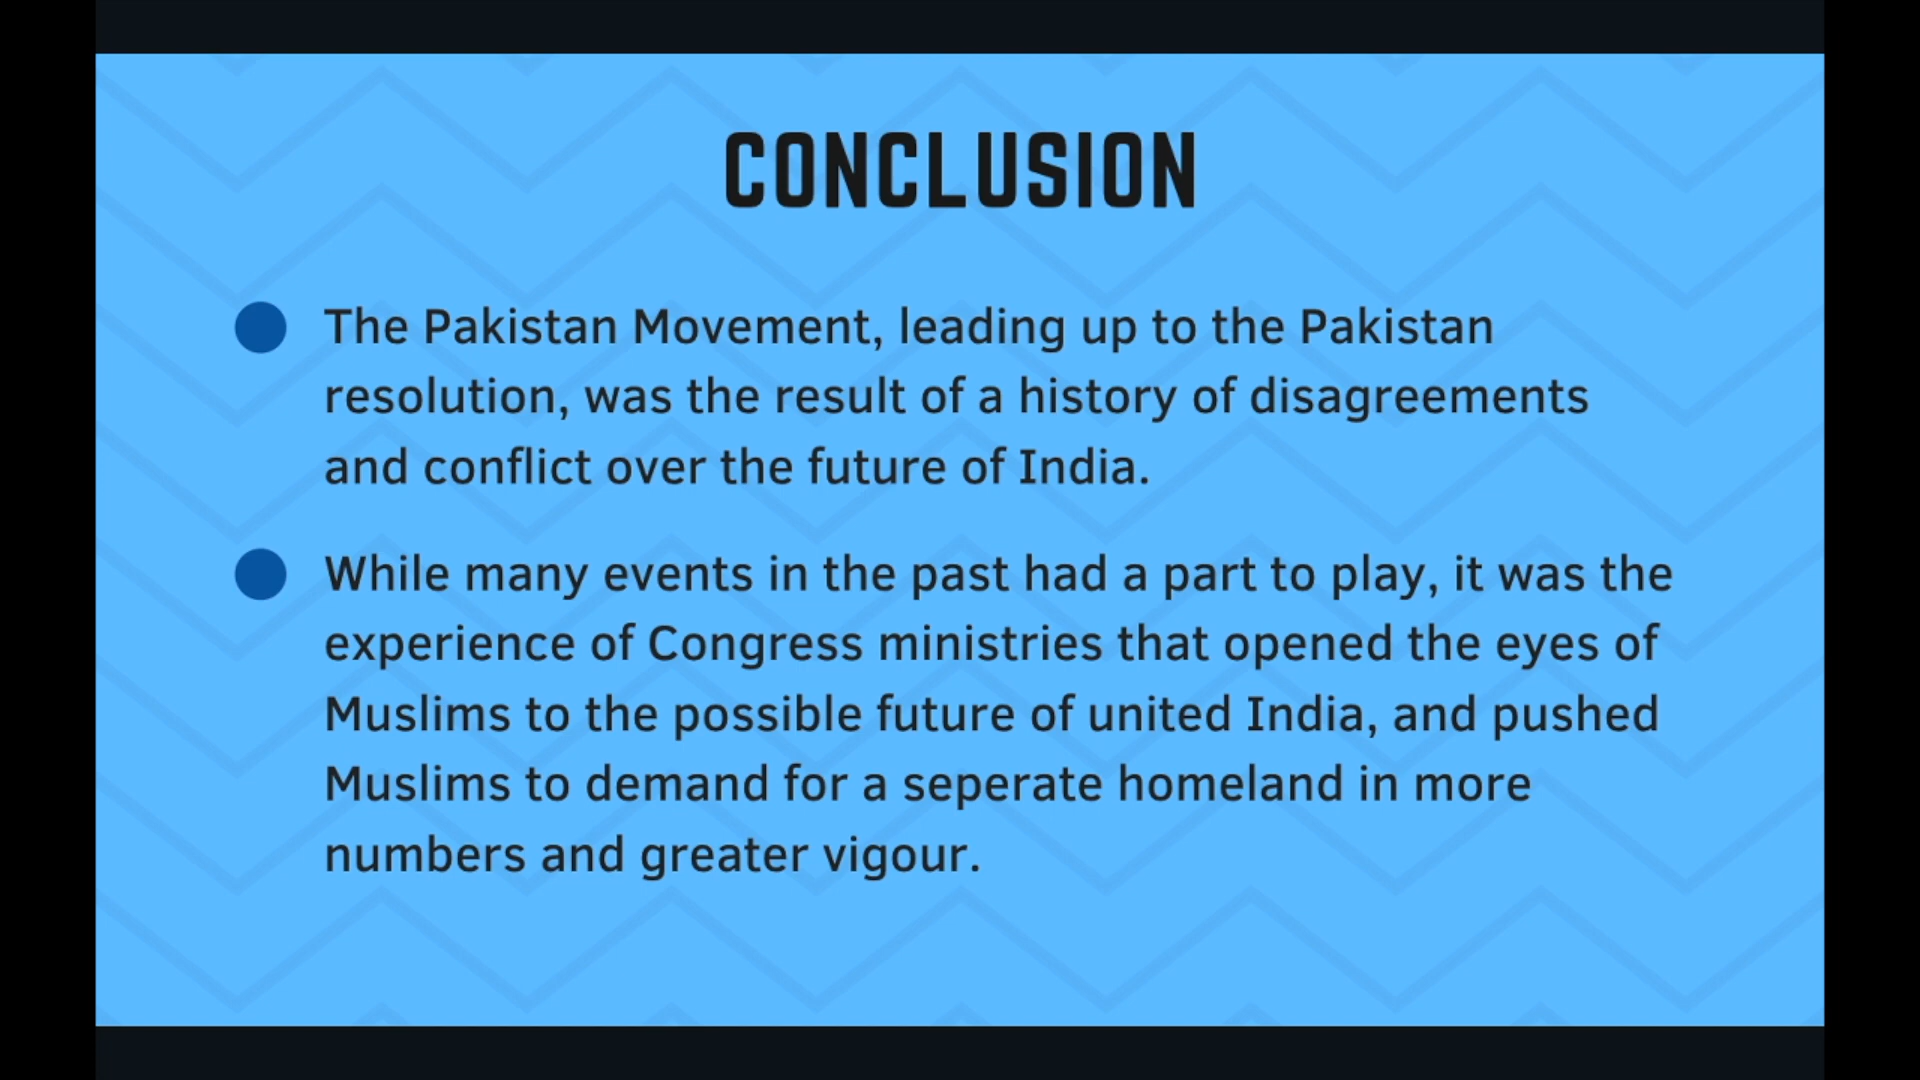 CONCLUSION
The Pakistan Movement, leading up to the Pakistan
resolution, was the result of a history of disagreements
and conflict over the future of India.
While many events in the past had a part to play, it was the
experience of Congress ministries that opened the eyes of
Muslims to the possible future of united India, and pushed
Muslims to demand for a seperate homeland in more
numbers and greater vigour.